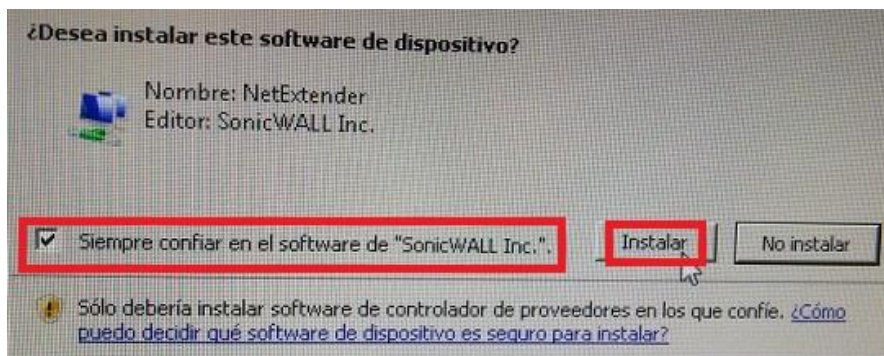 ¿Desea instalar este software de dispositivo?
Nombre: NetExtender
Editor: SonicWALL Inc.
Siempre confiar en el software de "SonicWALL Inc.".
Instalar
No instalar
Sólo debería instalar software de controlador de proveedores en los que confíe. ¿Cómo
puedo decidir qué software de dispositivo es seguro para instalar?